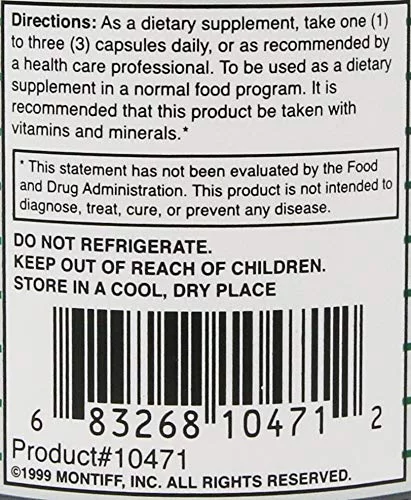 Directions: As a dietary supplement, take one (1)
to three (3) capsules daily, or as recommended by
a health care professional. To be used as a dietary
supplement in a normal food program. It is
recommended that this product be taken with
vitamins and minerals.*
* This statement has not been evaluated by the Food
and Drug Administration. This product is not intended to
diagnose, treat, cure, or prevent any disease.
DO NOT REFRIGERATE.
KEEP OUT OF REACH OF CHILDREN.
STORE IN A COOL, DRY PLACE
6 83268 10471 2
Product#10471
©1999 MONTIFF, INC. ALL RIGHTS RESERVED.